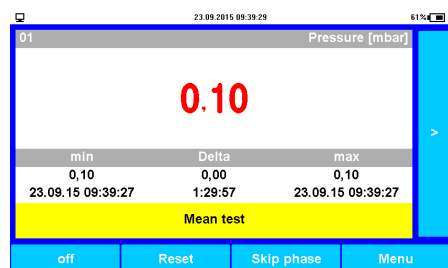 23.09.2015 09:39:29 61%
01 Pressure [mbar]
0.10
>
min Delta max
0,10 0,00 0,10
23.09.15 09:39:27 1:29:57 23.09.15 09:39:27
Mean test
off Reset Skip phase Menu